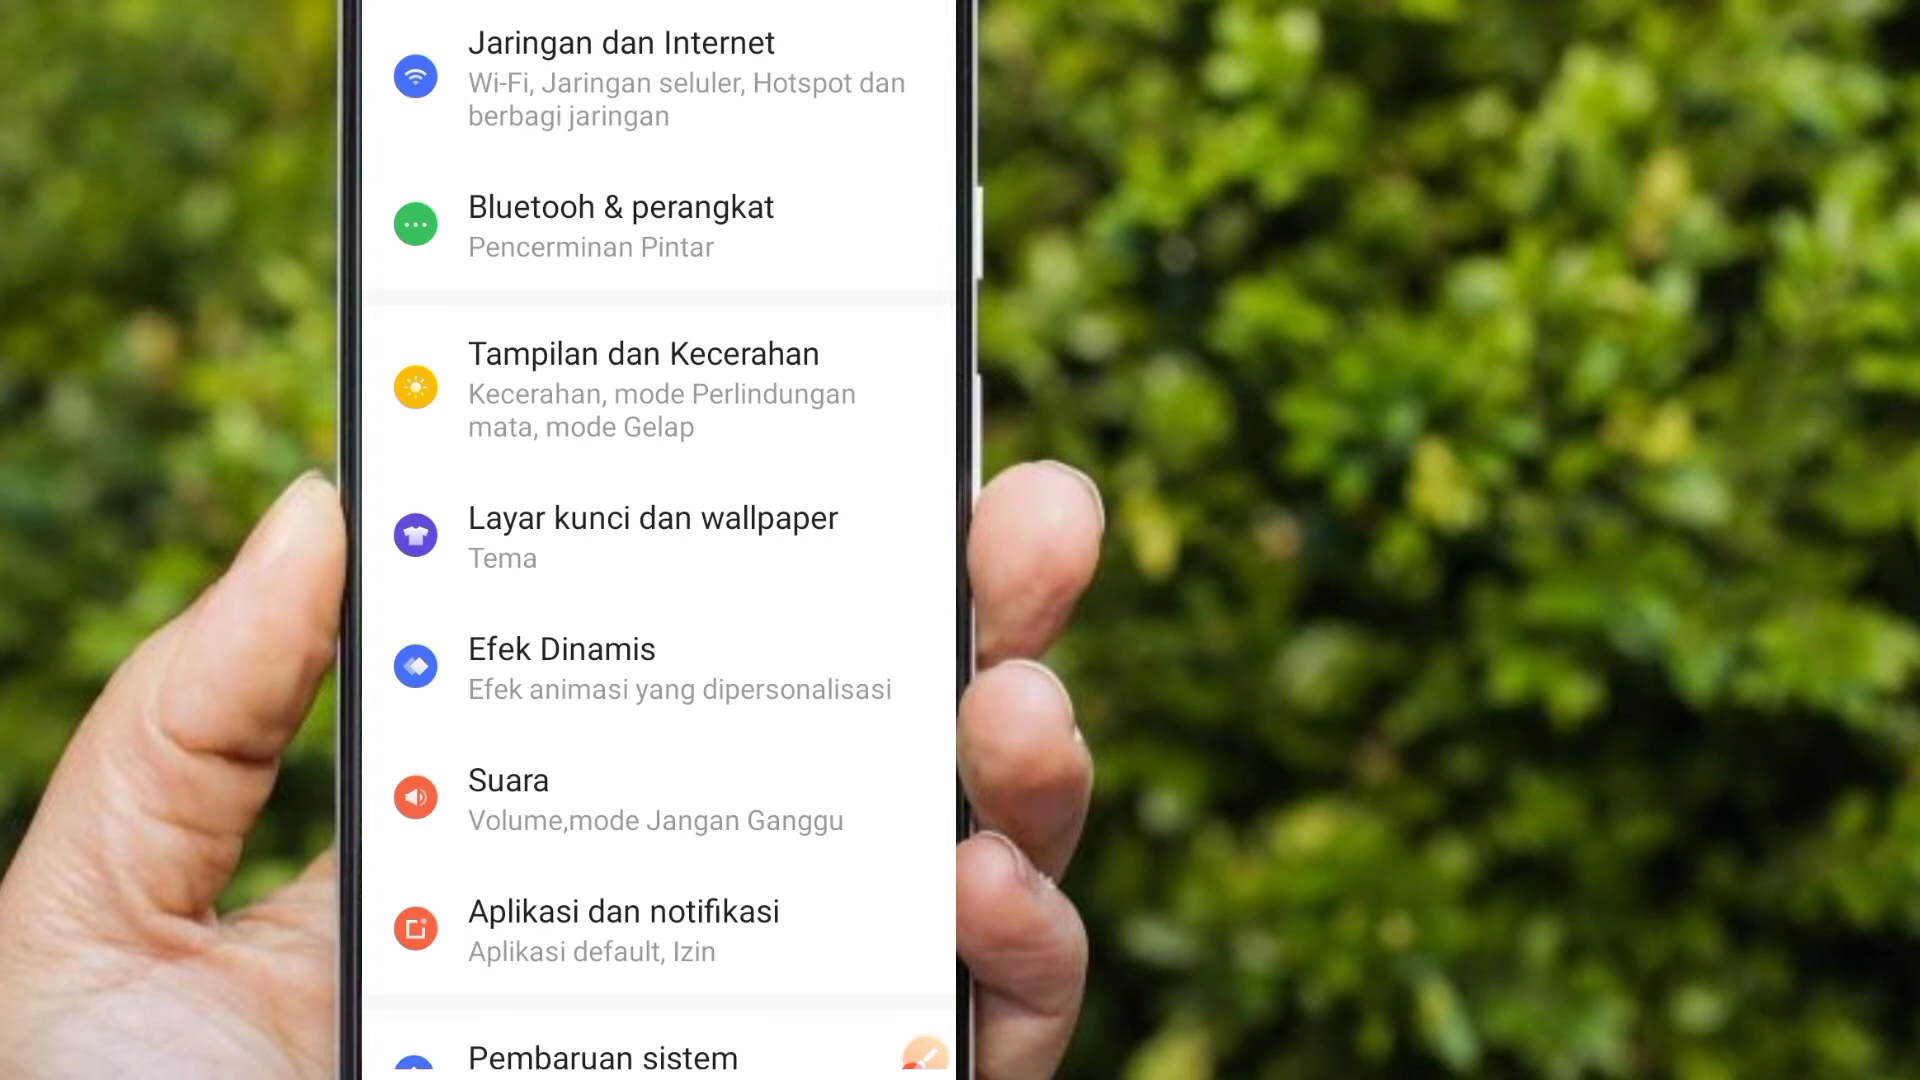 Jaringan dan Internet
Wi-Fi, Jaringan seluler, Hotspot dan
berbagi jaringan
Bluetooh & perangkat
Pencerminan Pintar
Tampilan dan Kecerahan
Kecerahan, mode Perlindungan
mata, mode Gelap
Layar kunci dan wallpaper
Tema
Efek Dinamis
Efek animasi yang dipersonalisasi
Suara
Volume,mode Jangan Ganggu
Aplikasi dan notifikasi
Aplikasi default, Izin
Pembaruan sistem